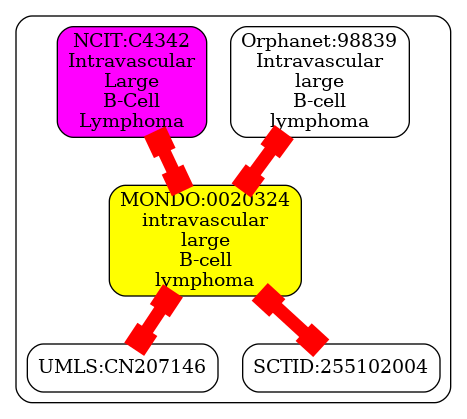 NCIT:C4342
Intravascular
Large
B-Cell
Lymphoma
Orphanet:98839
Intravascular
large
B-cell
lymphoma
MONDO:0020324
intravascular
large
B-cell
lymphoma
UMLS:CN207146
SCTID:255102004